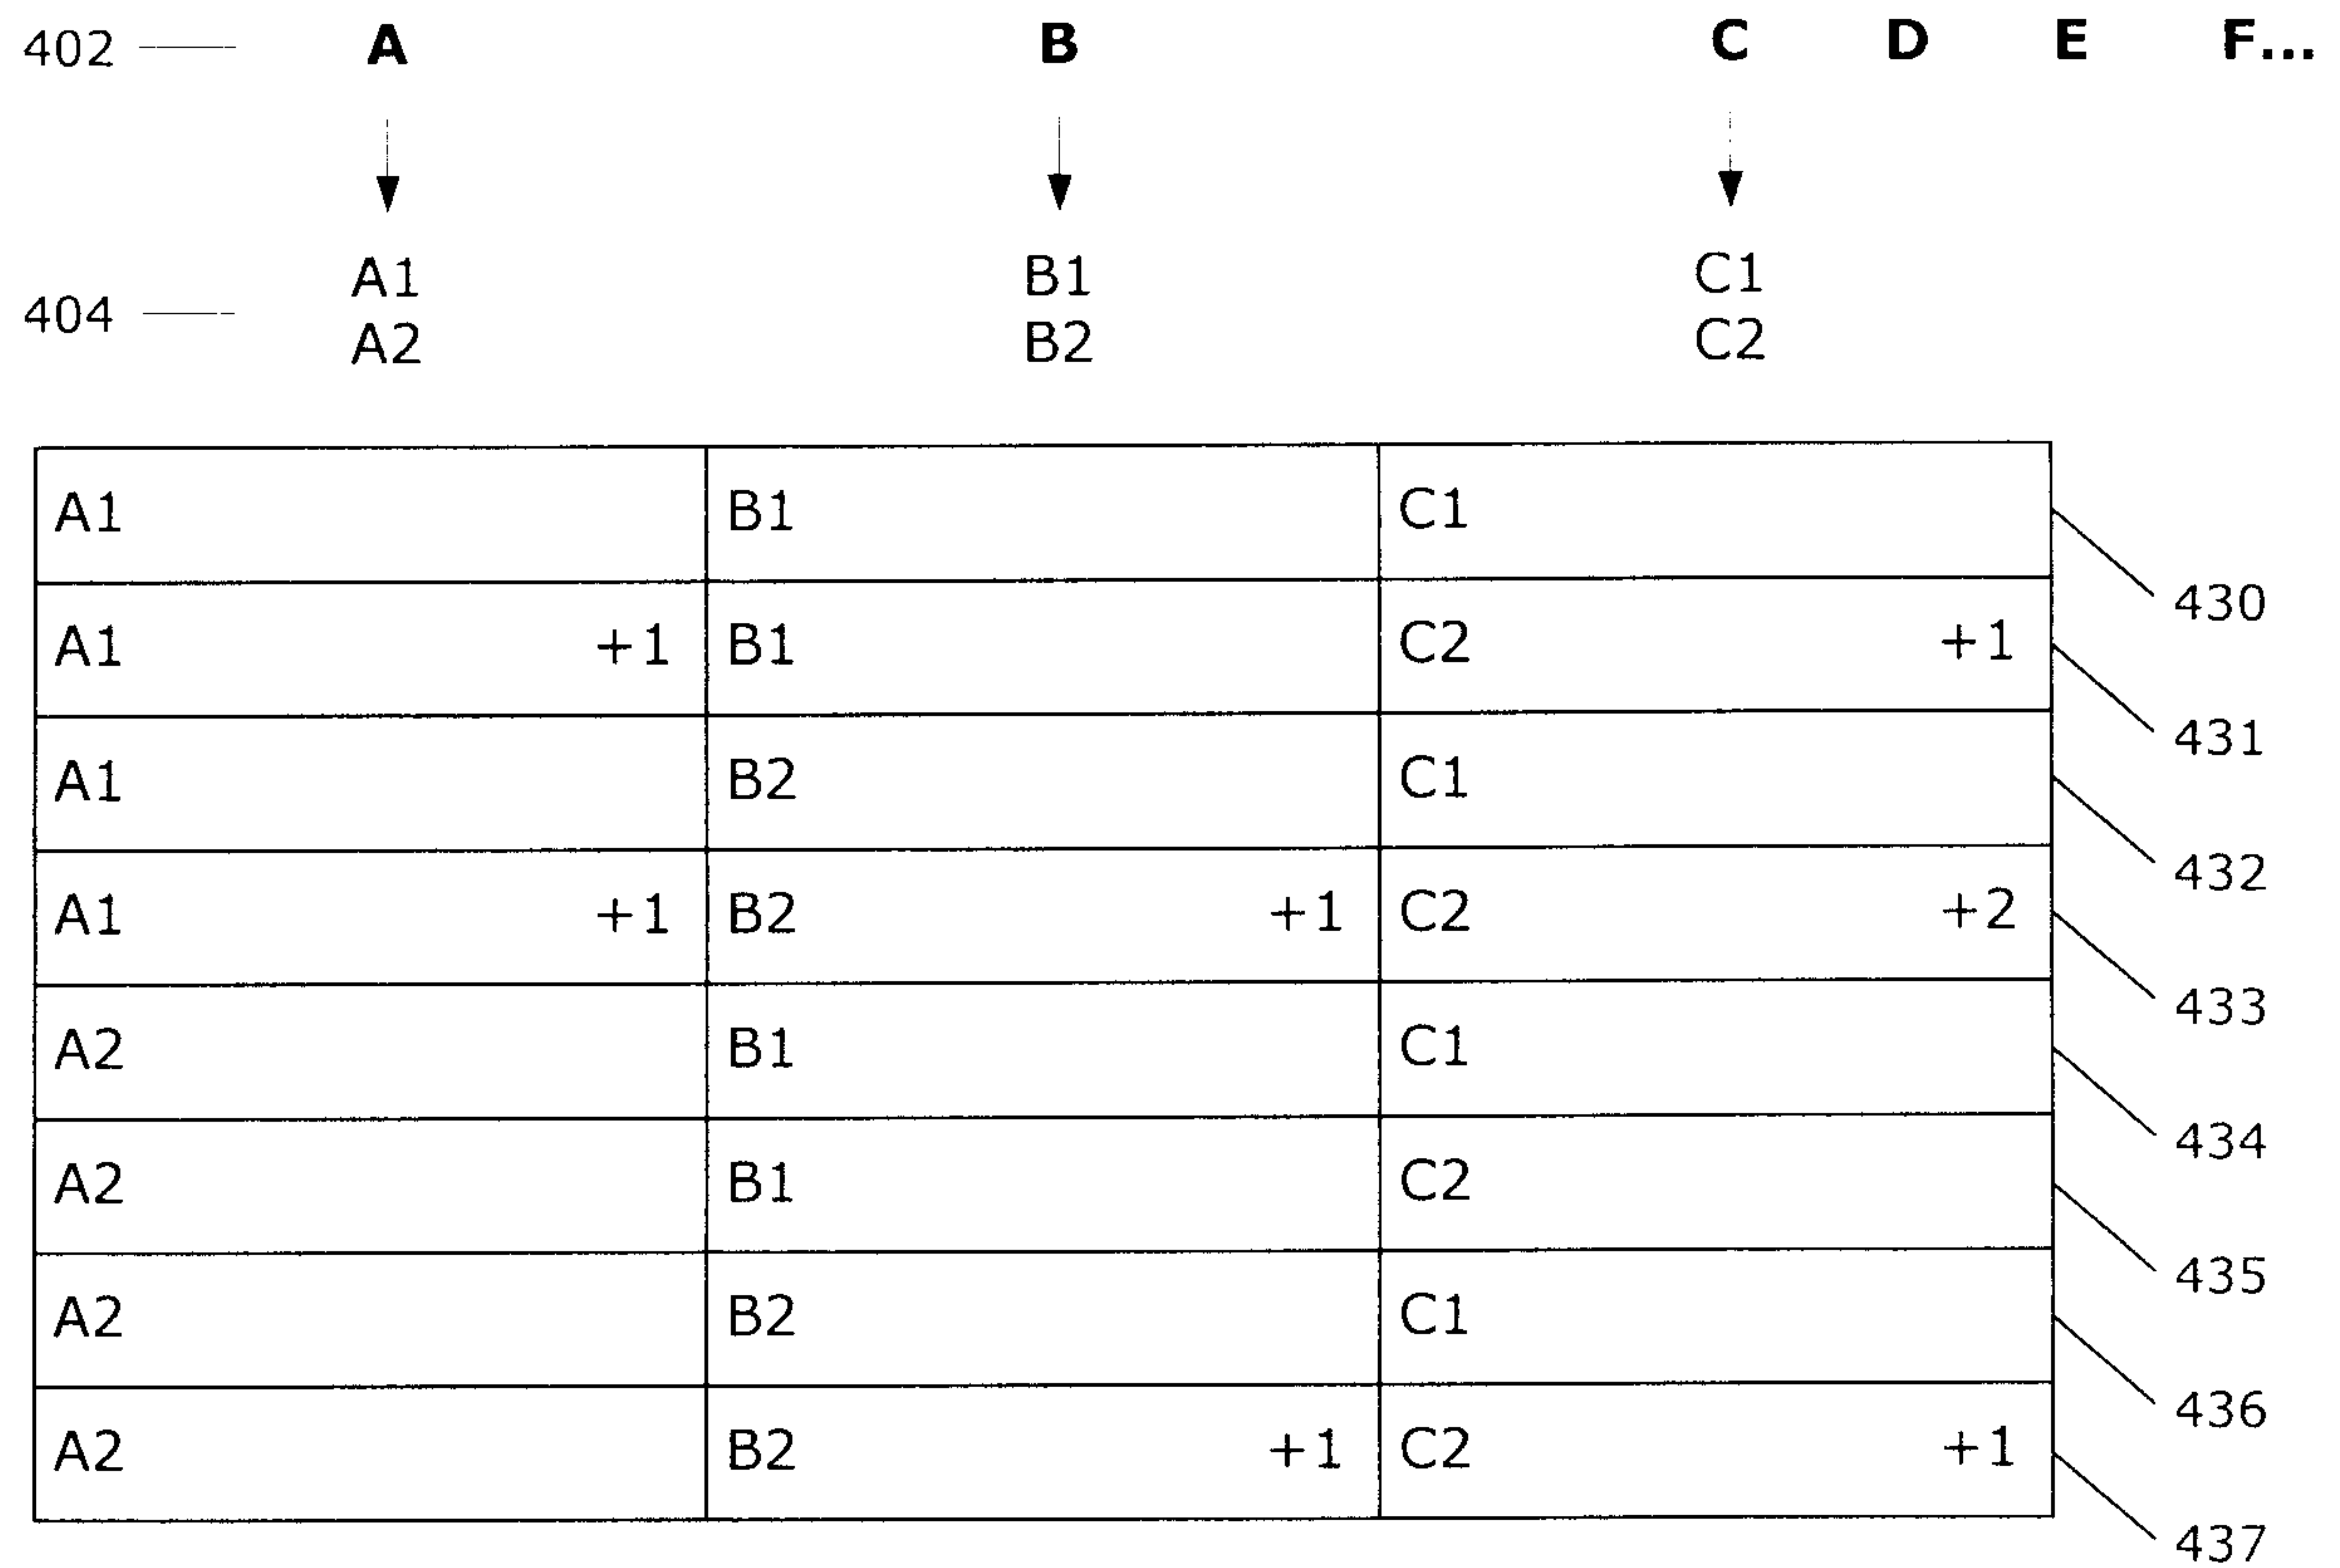 402 A B C D E F...
A1 B1 C1
404
A2 B2 C2
A1 B1 C1
430
A1 +1 B1 C2 +1
431
A1 B2 C1
432
A1 +1 B2 +1 C2 +2
433
A2 B1 C1
434
A2 B1 C2
435
A2 B2 C1
436
A2 B2 +1 C2 +1
437